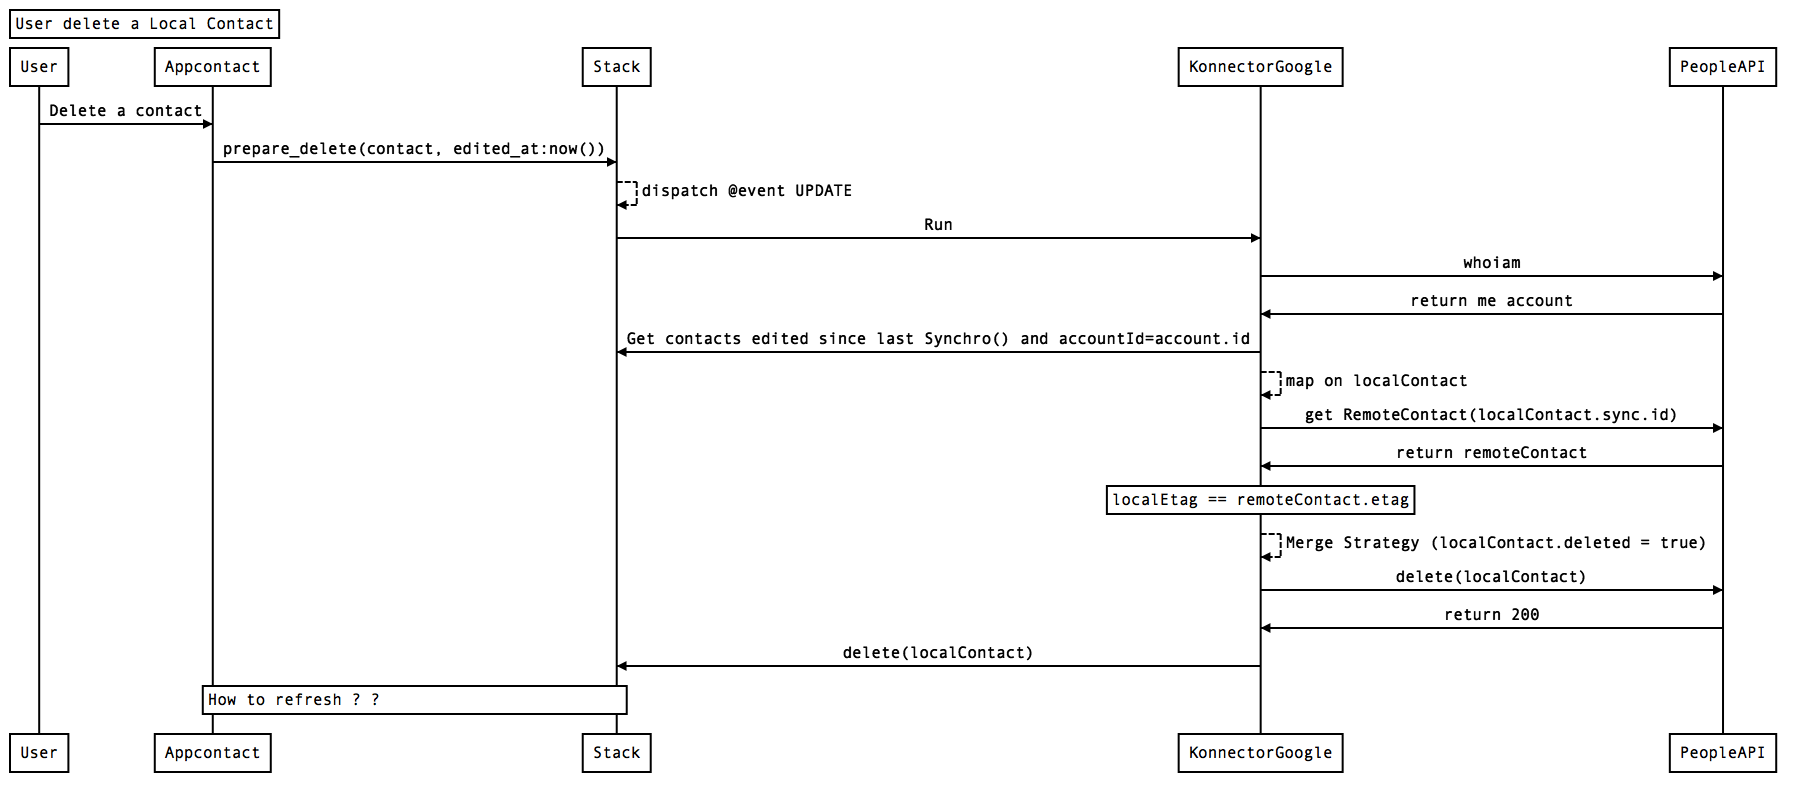 User delete a Local Contact
User
Appcontact
Stack
KonnectorGoogle
PeopleAPI
Delete a contact
prepare_delete(contact, edited_at:now())
dispatch @event UPDATE
Run
whoiam
return me account
Get contacts edited since last Synchro() and accountId=account.id
map on localContact
get RemoteContact(localContact.sync.id)
return remoteContact
localEtag == remoteContact.etag
Merge Strategy (localContact.deleted = true)
delete(localContact)
return 200
delete(localContact)
How to refresh ? ?
User
Appcontact
Stack
KonnectorGoogle
PeopleAPI